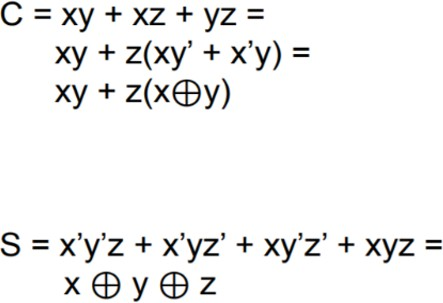 C = xy + xz + yz =
xy + z(xy’ + x’y) =
xy + z(x⊕y)
S = x’y’z + x’yz’ + xy’z’ + xyz =
x ⊕ y ⊕ z